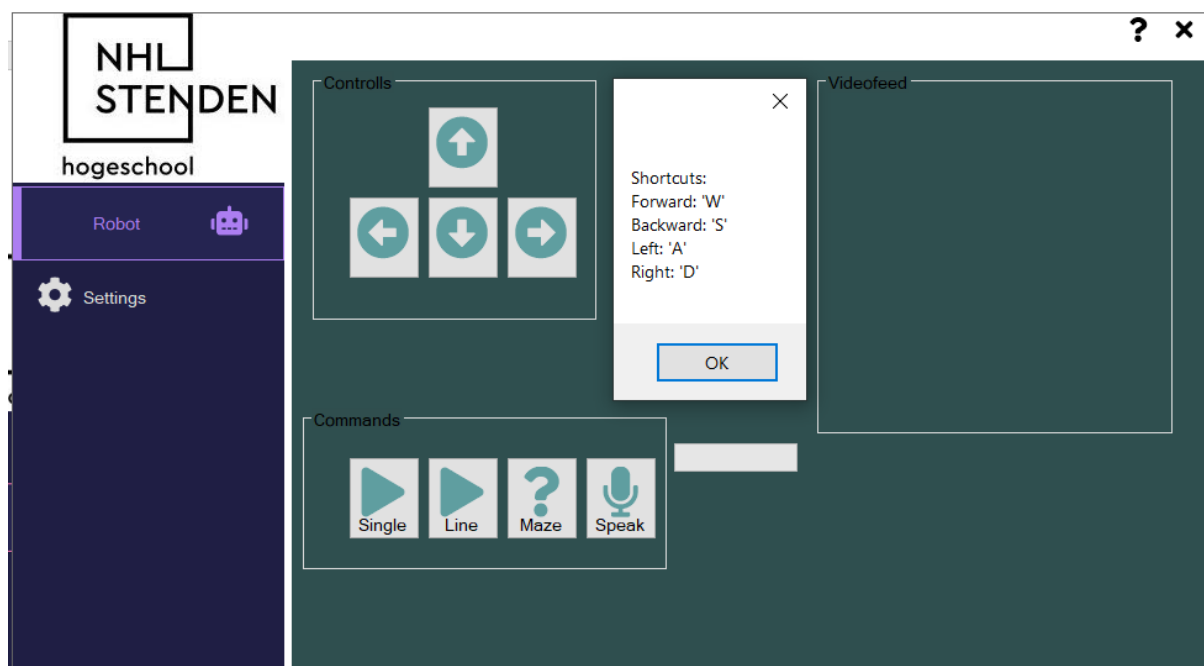 NHL
STENDEN
hogeschool
Robot
Settings
Controlls
Shortcuts:
Forward: 'W'
Backward: 'S'
Left: 'A'
Right: 'D'
OK
Videofeed
Commands
Single
Line
Maze
Speak